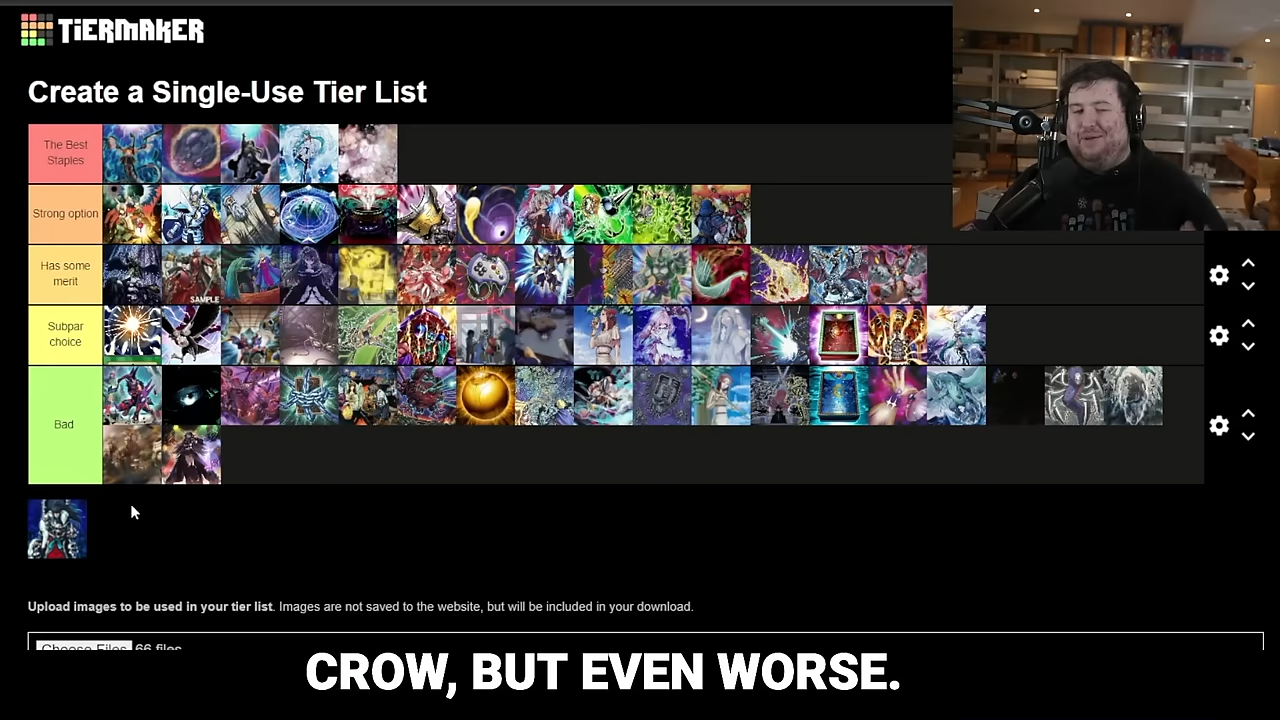 TiERMAKER
Create a Single-Use Tier List
The Best
Staples
Strong option
Has some
merit
SAMPLE
Subpar
choice
Bad
Upload images to be used in your tier list. Images are not saved to the website, but will be included in your download.
Choose Files 66 files
CROW, BUT EVEN WORSE.